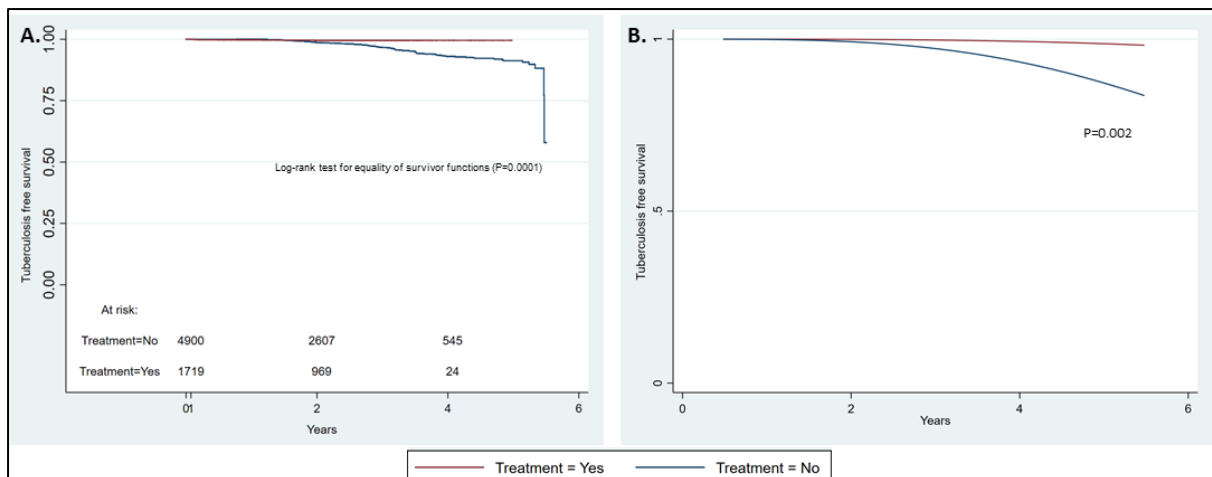 A.
Tuberculosis free survival
1.00
0.75
0.50
0.25
0.00
Log-rank test for equality of survivor functions (P=0.0001)
At risk:
Treatment=No 4900 2607 545
Treatment=Yes 1719 969 24
01 2 4 6
Years
B.
Tuberculosis free survival
1
.5
0
P=0.002
0 2 4 6
Years
Treatment = Yes Treatment = No